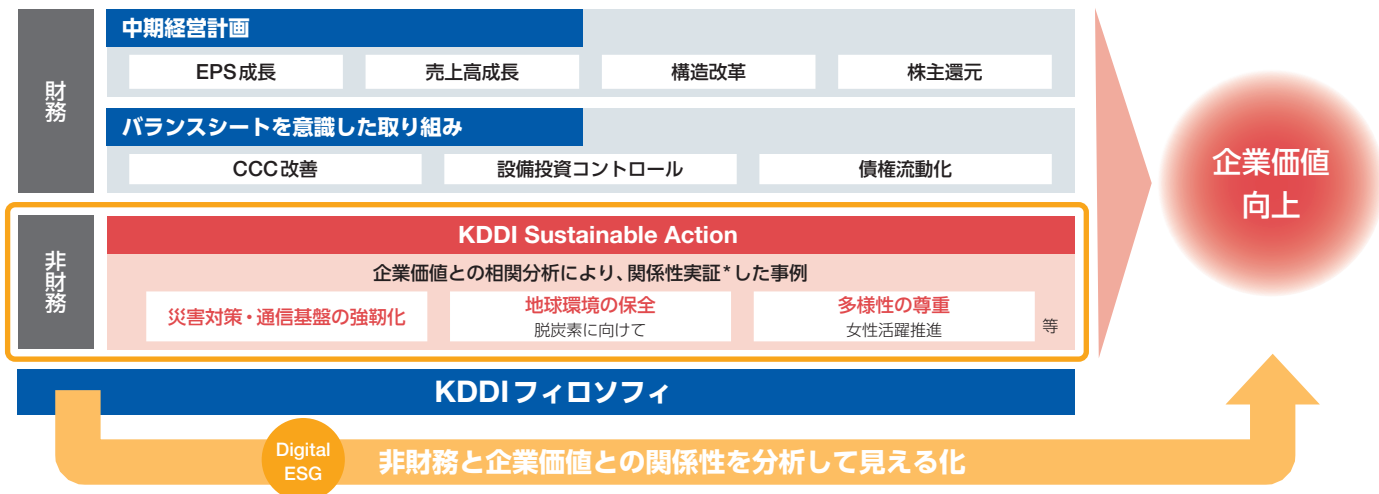 財務
中期経営計画
EPS成長
売上高成長
構造改革
株主還元
バランスシートを意識した取り組み
CCC改善
設備投資コントロール
債権流動化
非財務
KDDI Sustainable Action
企業価値との相関分析により、関係性実証*した事例
災害対策・通信基盤の強靭化
地球環境の保全
脱炭素に向けて
多様性の尊重
女性活躍推進
等
KDDIフィロソフィ
Digital
ESG
非財務と企業価値との関係性を分析して見える化
企業価値
向上